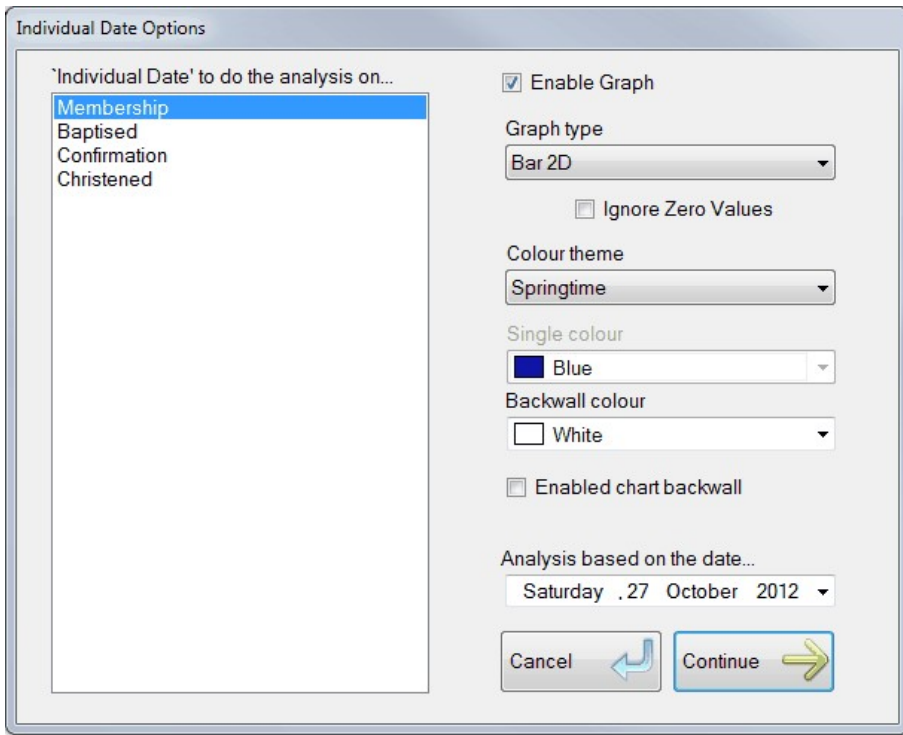 Individual Date Options
`Individual Date' to do the analysis on...
Membership
Baptised
Confirmation
Christened
Enable Graph
Graph type
Bar 2D
Ignore Zero Values
Colour theme
Springtime
Single colour
Blue
Backwall colour
White
Enabled chart backwall
Analysis based on the date...
Saturday , 27 October 2012
Cancel
Continue